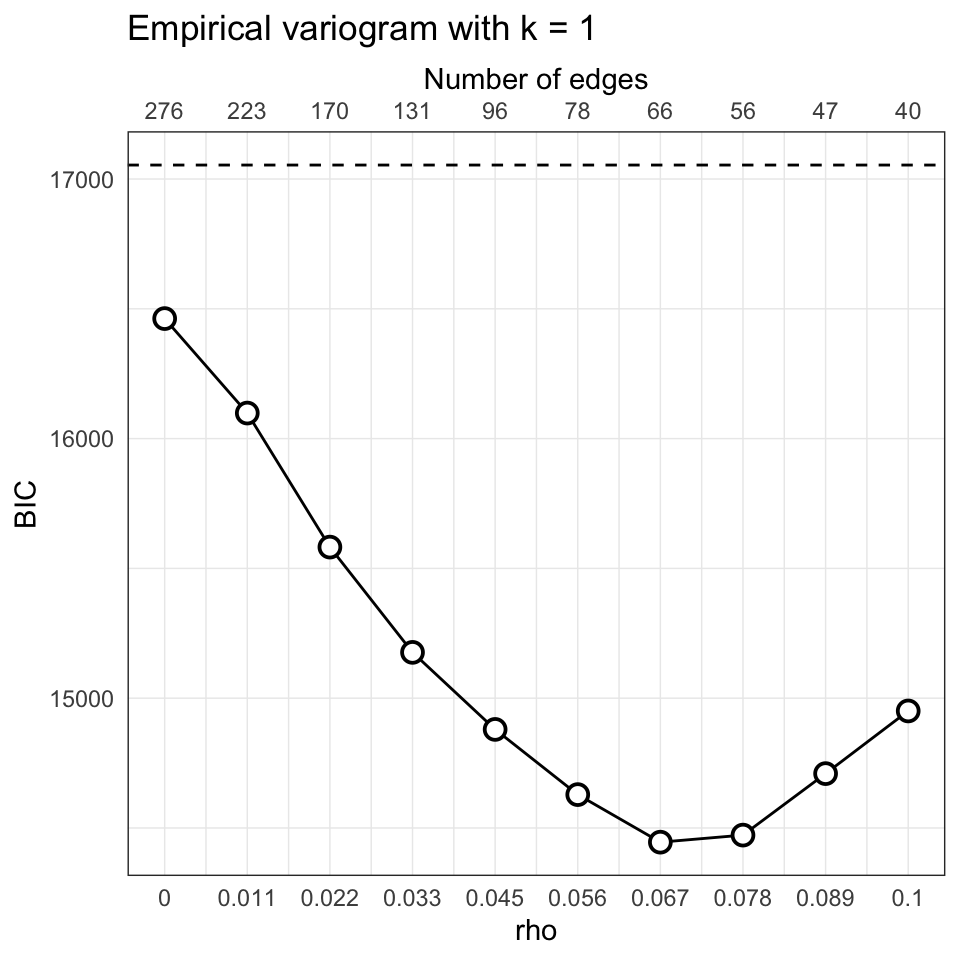 Empirical variogram with k = 1
Number of edges
276 223 170 131 96 78 66 56 47 40
17000
16000
15000
BIC
0 0.011 0.022 0.033 0.045 0.056 0.067 0.078 0.089 0.1
rho